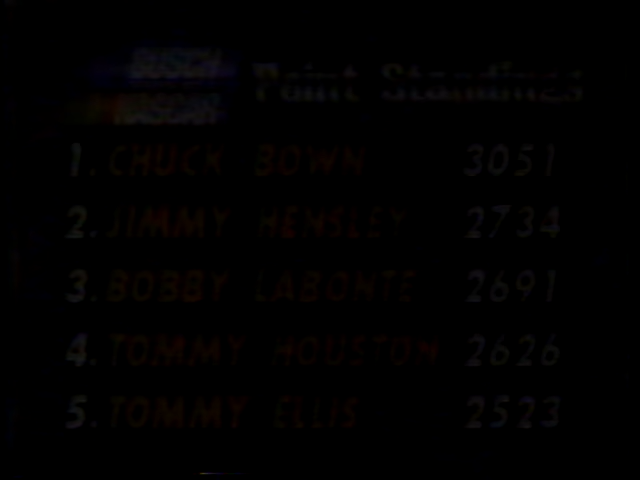 Point Standings
1. CHUCK BOWN 3051
2. JIMMY HENSLEY 2734
3. BOBBY LABONTE 2691
4. TOMMY HOUSTON 2626
5. TOMMY ELLIS 2523